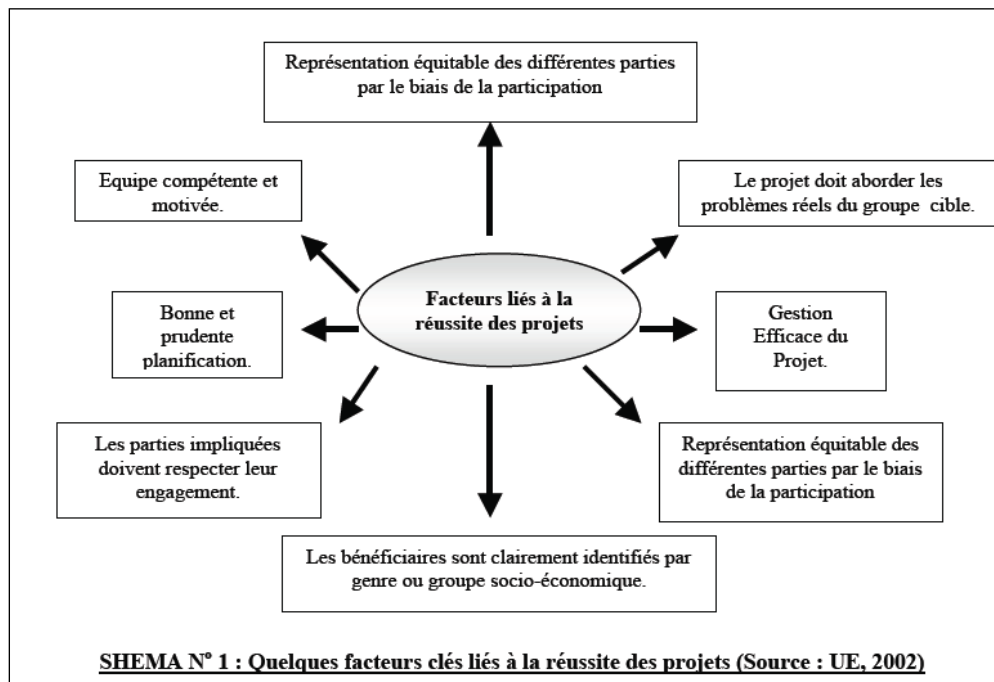 Représentation équitable des différentes parties
par le biais de la participation
Equipe compétente et
motivée.
Le projet doit aborder les
problèmes réels du groupe cible.
Facteurs liés à la
réussite des projets
Bonne et
prudente
planification.
Gestion
Efficace du
Projet.
Les parties impliquées
doivent respecter leur
engagement.
Représentation équitable des
différentes parties par le biais
de la participation
Les bénéficiaires sont clairement identifiés par
genre ou groupe socio-économique.
SHEMA N° 1 : Quelques facteurs clés liés à la réussite des projets (Source : UE, 2002)